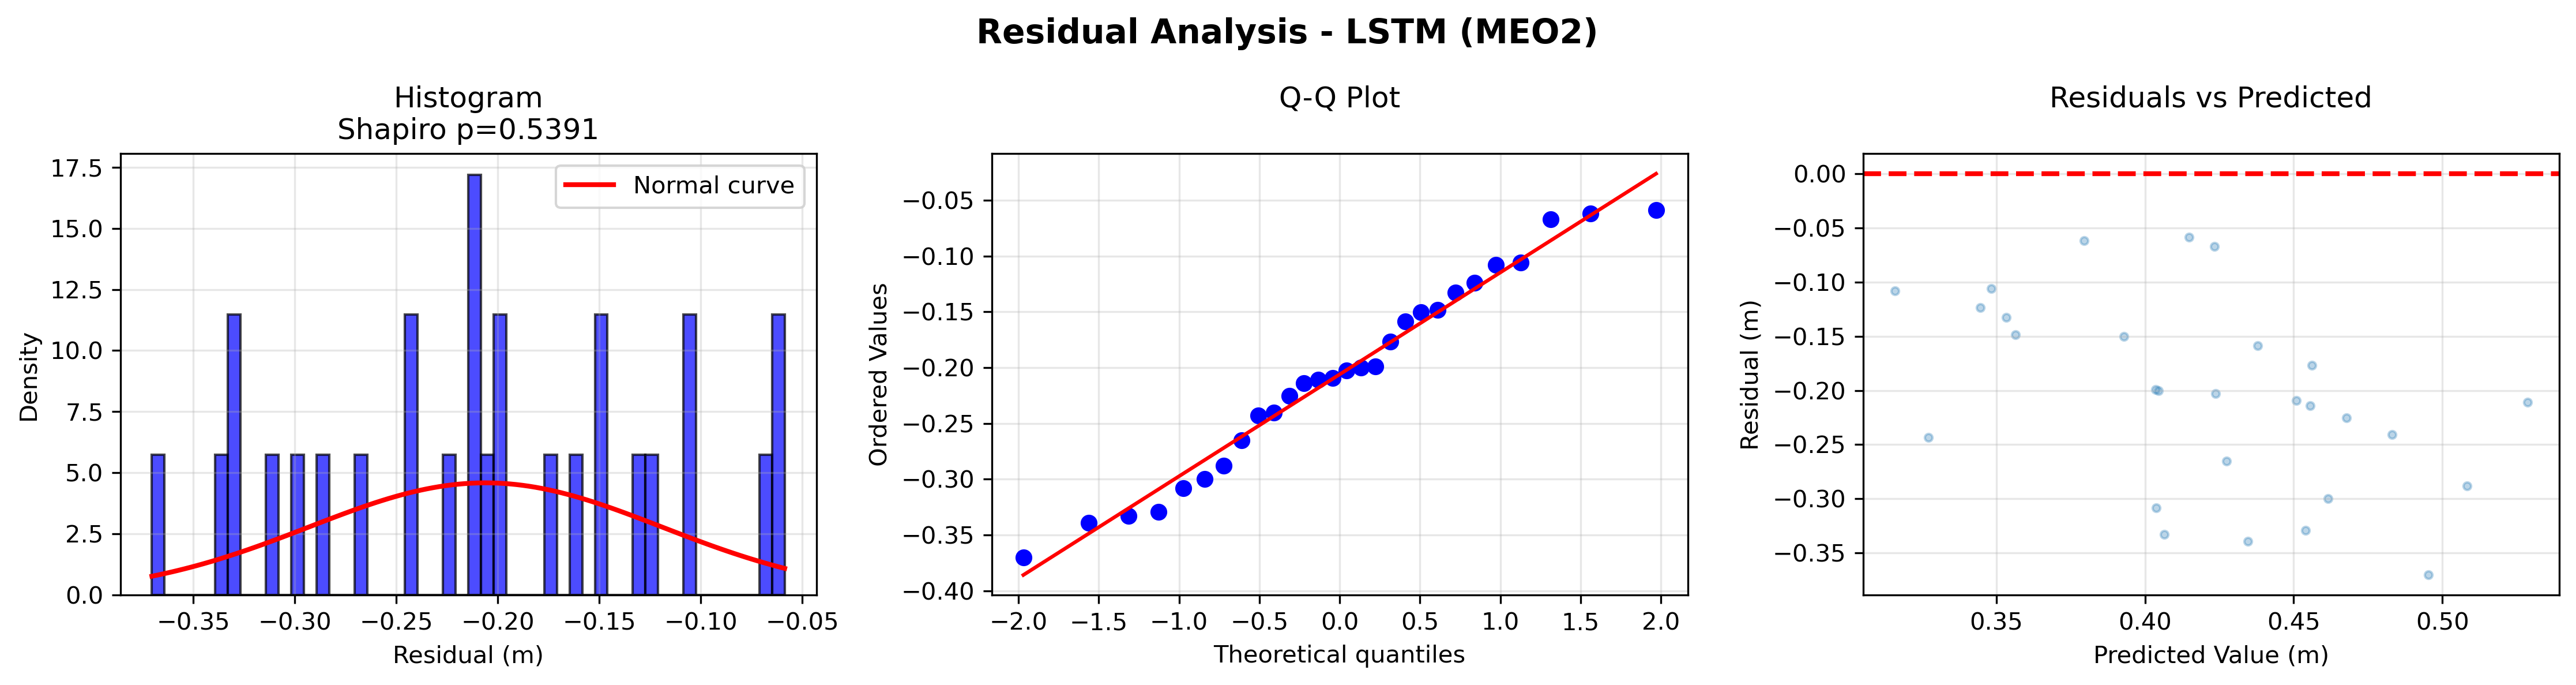 Residual Analysis - LSTM (MEO2)
Histogram
Shapiro p=0.5391
Normal curve
Density
17.5
15.0
12.5
10.0
7.5
5.0
2.5
0.0
−0.35 −0.30 −0.25 −0.20 −0.15 −0.10 −0.05
Residual (m)
Q-Q Plot
Ordered Values
−0.05
−0.10
−0.15
−0.20
−0.25
−0.30
−0.35
−0.40
−2.0 −1.5 −1.0 −0.5 0.0 0.5 1.0 1.5 2.0
Theoretical quantiles
Residuals vs Predicted
Residual (m)
0.00
−0.05
−0.10
−0.15
−0.20
−0.25
−0.30
−0.35
0.35 0.40 0.45 0.50
Predicted Value (m)